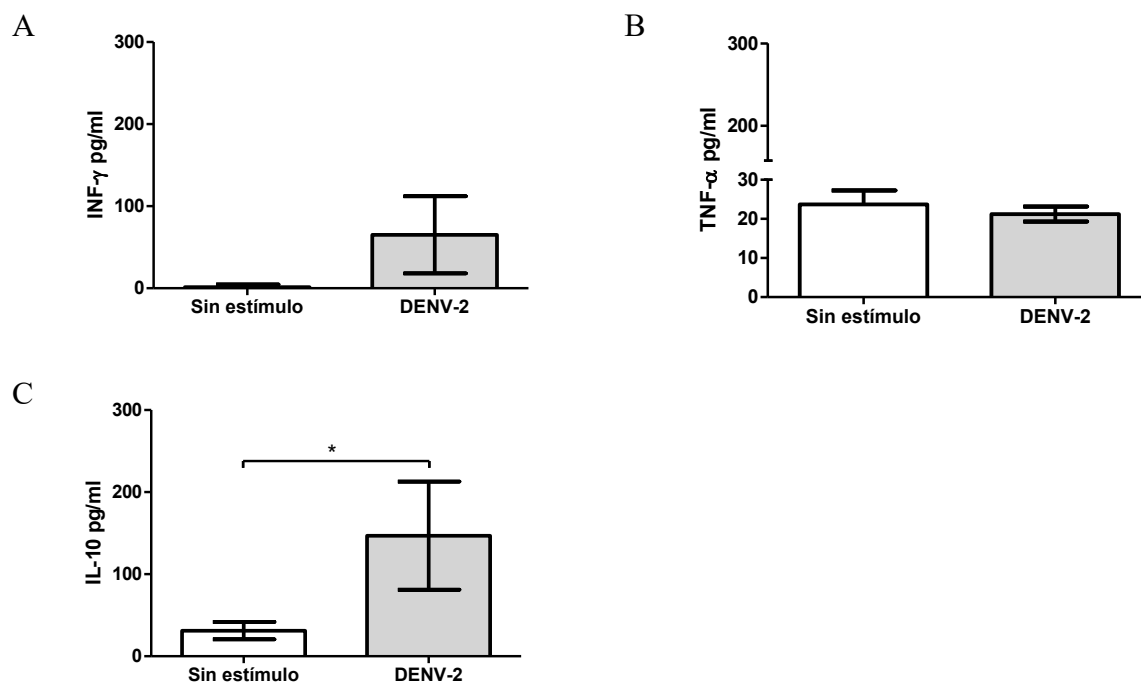 A
300
200
100
0
INF-γ pg/ml
Sin estímulo
DENV-2
B
300
200
30
20
10
0
TNF-α pg/ml
Sin estímulo
DENV-2
C
300
200
100
0
IL-10 pg/ml
*
Sin estímulo
DENV-2